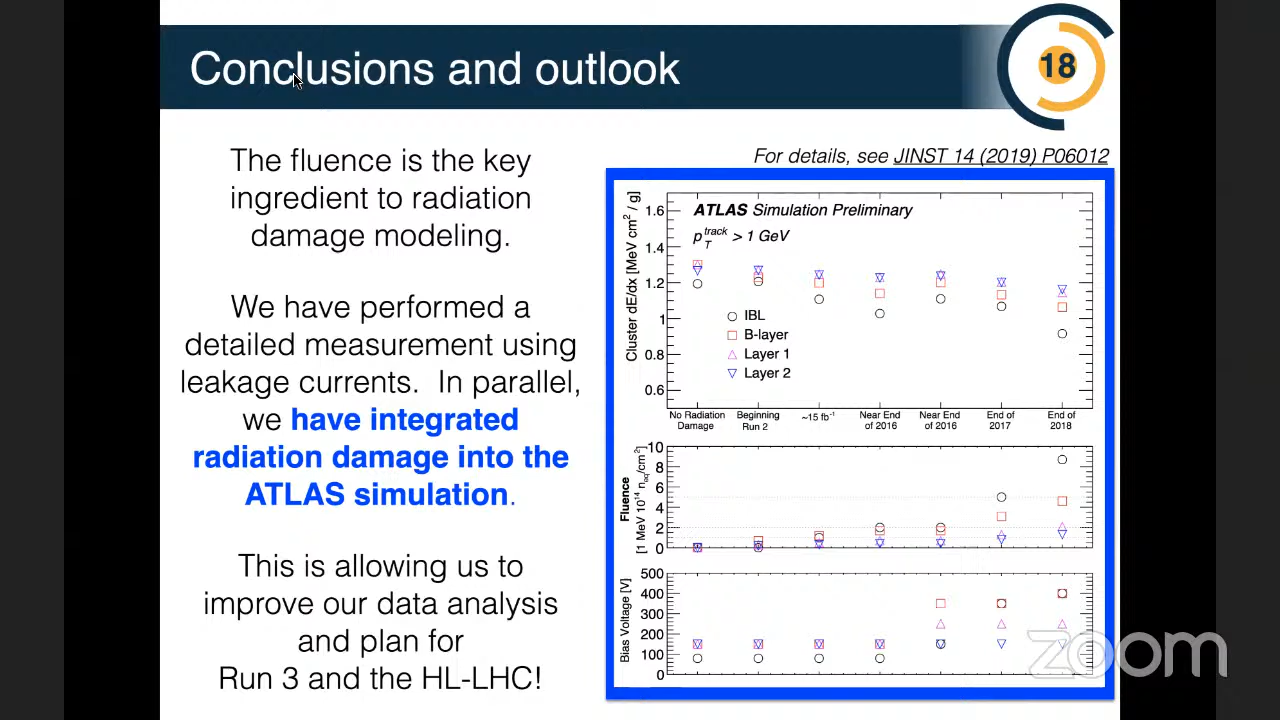 Conclusions and outlook
18
The fluence is the key
ingredient to radiation
damage modeling.
We have performed a
detailed measurement using
leakage currents. In parallel,
we have integrated
radiation damage into the
ATLAS simulation.
This is allowing us to
improve our data analysis
and plan for
Run 3 and the HL-LHC!
For details, see JINST 14 (2019) P06012
Cluster dE/dx [MeV cm² / g]
1.6
1.4
1.2
1
0.8
0.6
ATLAS Simulation Preliminary
p_T^track > 1 GeV
IBL
B-layer
Layer 1
Layer 2
No Radiation Damage
Beginning Run 2
~15 fb⁻¹
Near End of 2016
Near End of 2016
End of 2017
End of 2018
Fluence
[1 MeV 10¹⁴ n_eq/cm²]
10
8
6
4
2
0
Bias Voltage [V]
500
400
300
200
100
0
zoom